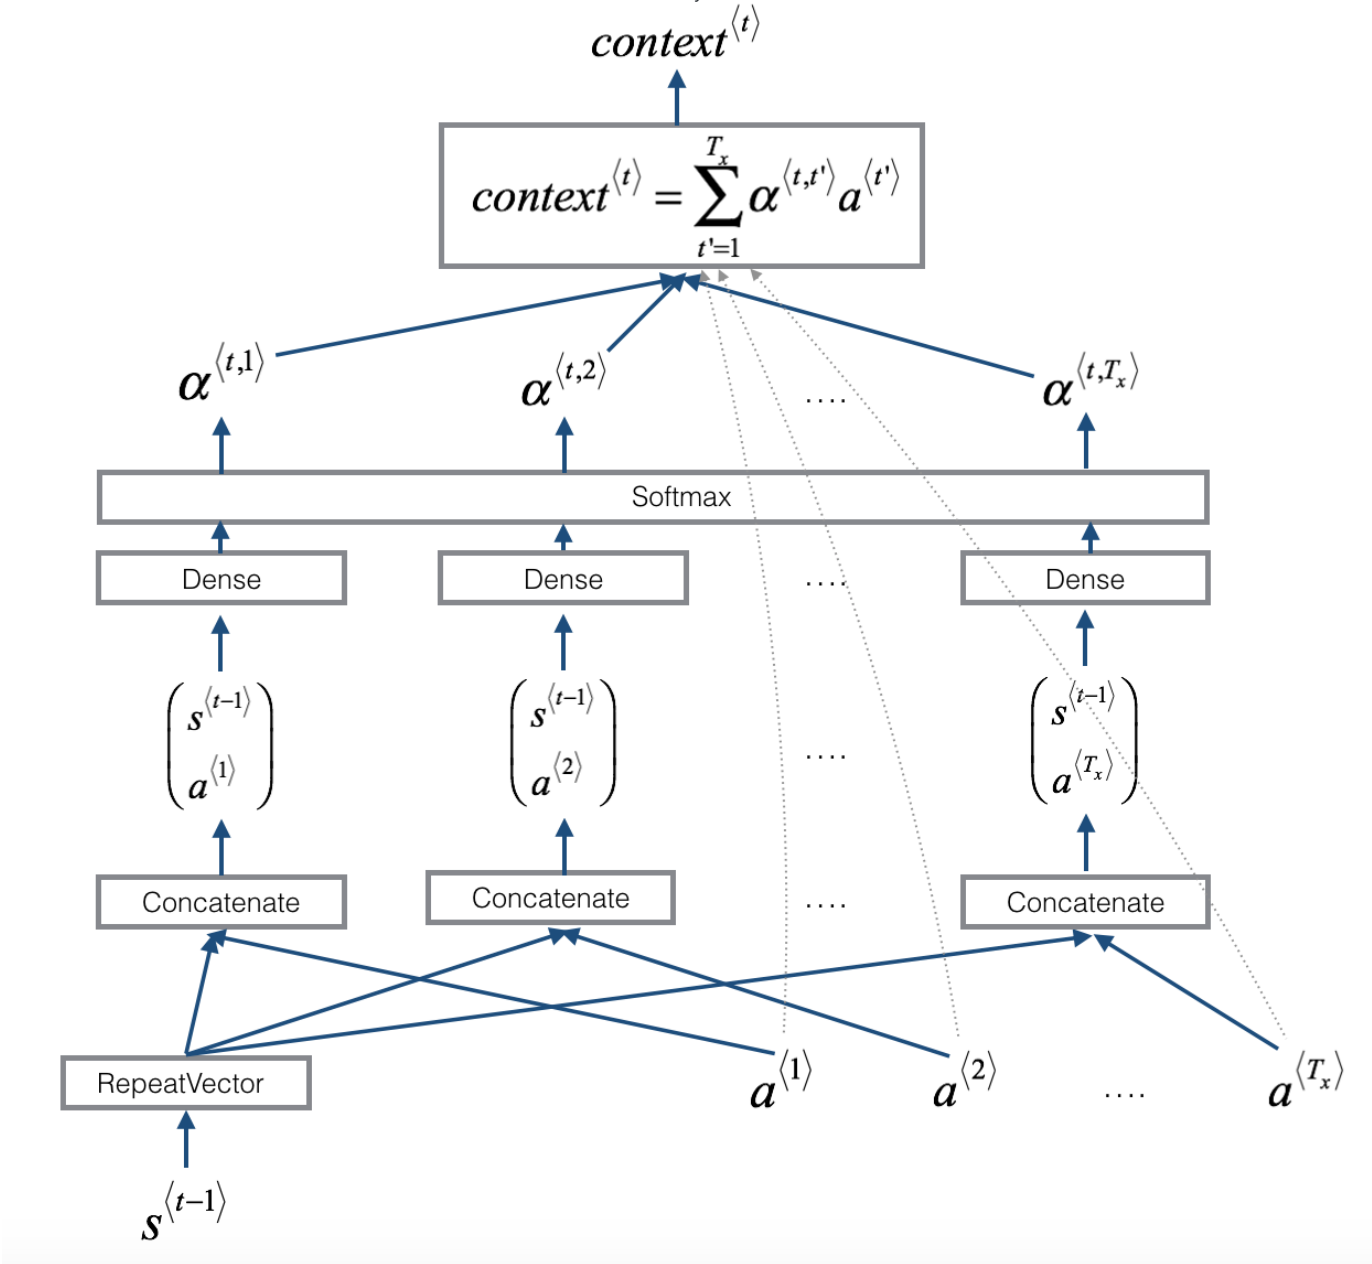 context⟨t⟩
context⟨t⟩ = ∑ t'=1 T_x α⟨t,t'⟩ a⟨t'⟩
α⟨t,1⟩ α⟨t,2⟩ .... α⟨t,T_x⟩
Softmax
Dense Dense .... Dense
(s⟨t−1⟩ a⟨1⟩) (s⟨t−1⟩ a⟨2⟩) .... (s⟨t−1⟩ a⟨T_x⟩)
Concatenate Concatenate .... Concatenate
RepeatVector a⟨1⟩ a⟨2⟩ .... a⟨T_x⟩
s⟨t−1⟩